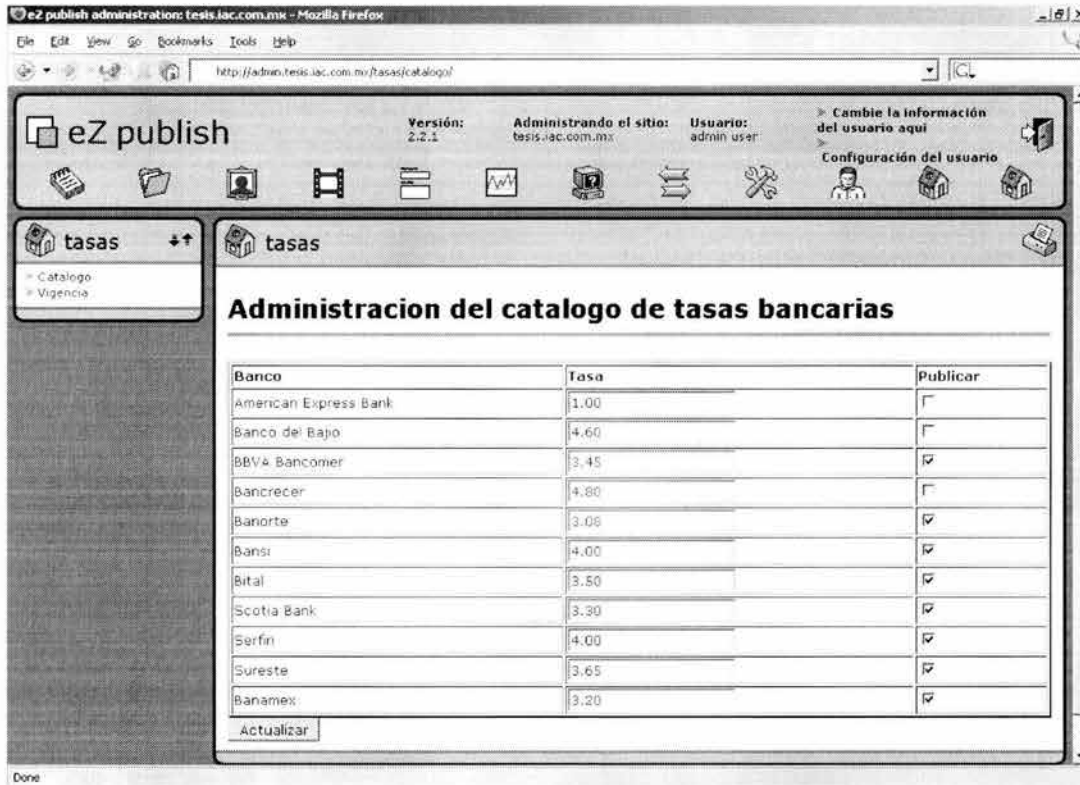 eZ publish administration: tesis.iac.com.mx - Mozilla Firefox
File Edit View Go Bookmarks Tools Help
http://admin.tesis.iac.com.mx/tasas/catalogo/
eZ publish
Versión:
2.2.1
Administrando el sitio:
tesis.iac.com.mx
Usuario:
admin user
Cambie la información
del usuario aqui
Configuración del usuario
tasas
Catalogo
Vigencia
tasas
Administracion del catalogo de tasas bancarias
Banco Tasa Publicar
American Express Bank 1.00
Banco del Bajio 4.60
BBVA Bancomer 3.45
Bancrecer 4.80
Banorte 3.08
Bansi 4.00
Bital 3.50
Scotia Bank 3.30
Serfin 4.00
Sureste 3.65
Banamex 3.20
Actualizar
Done